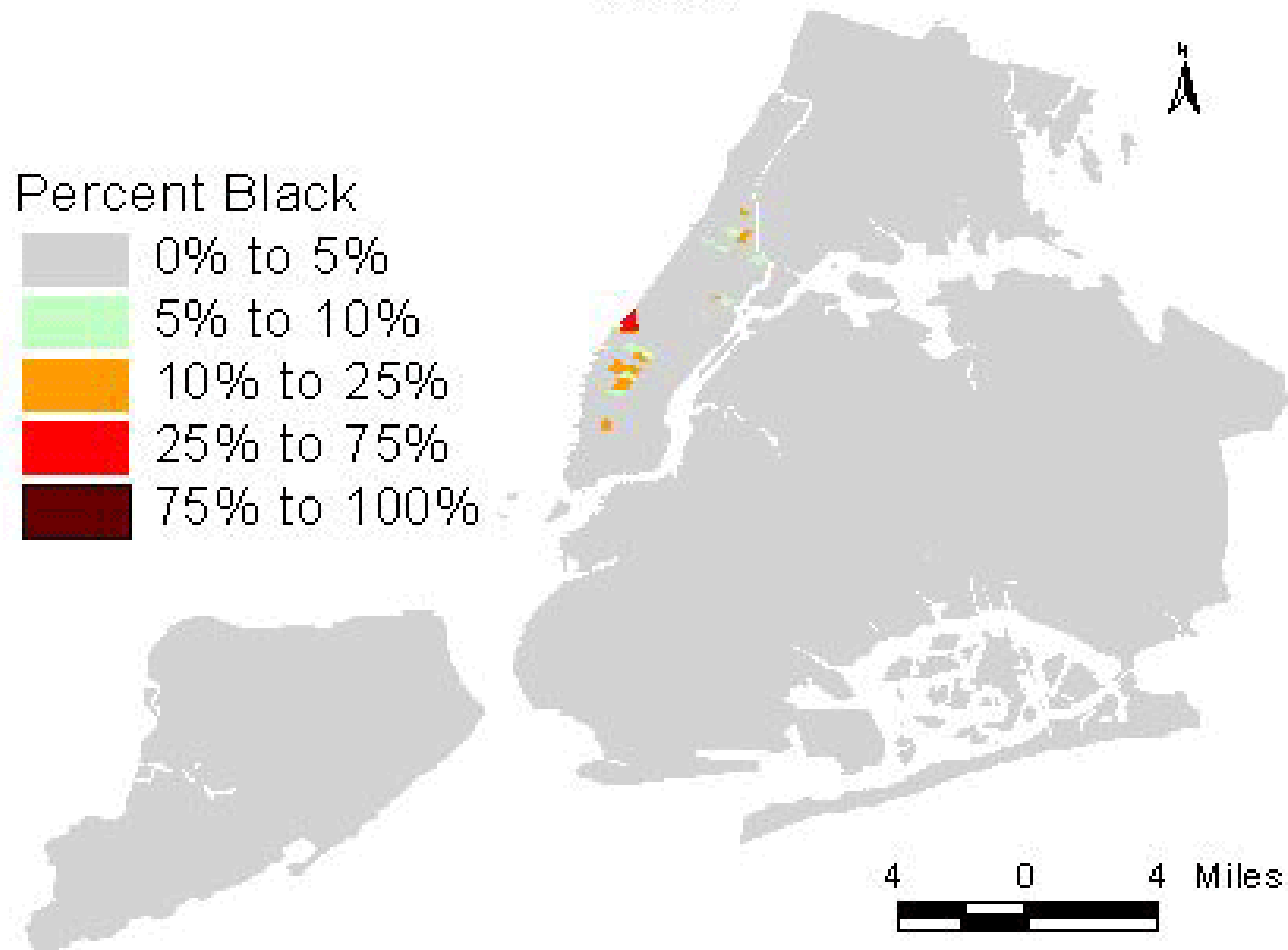 N
Percent Black
0% to 5%
5% to 10%
10% to 25%
25% to 75%
75% to 100%
4 0 4 Miles